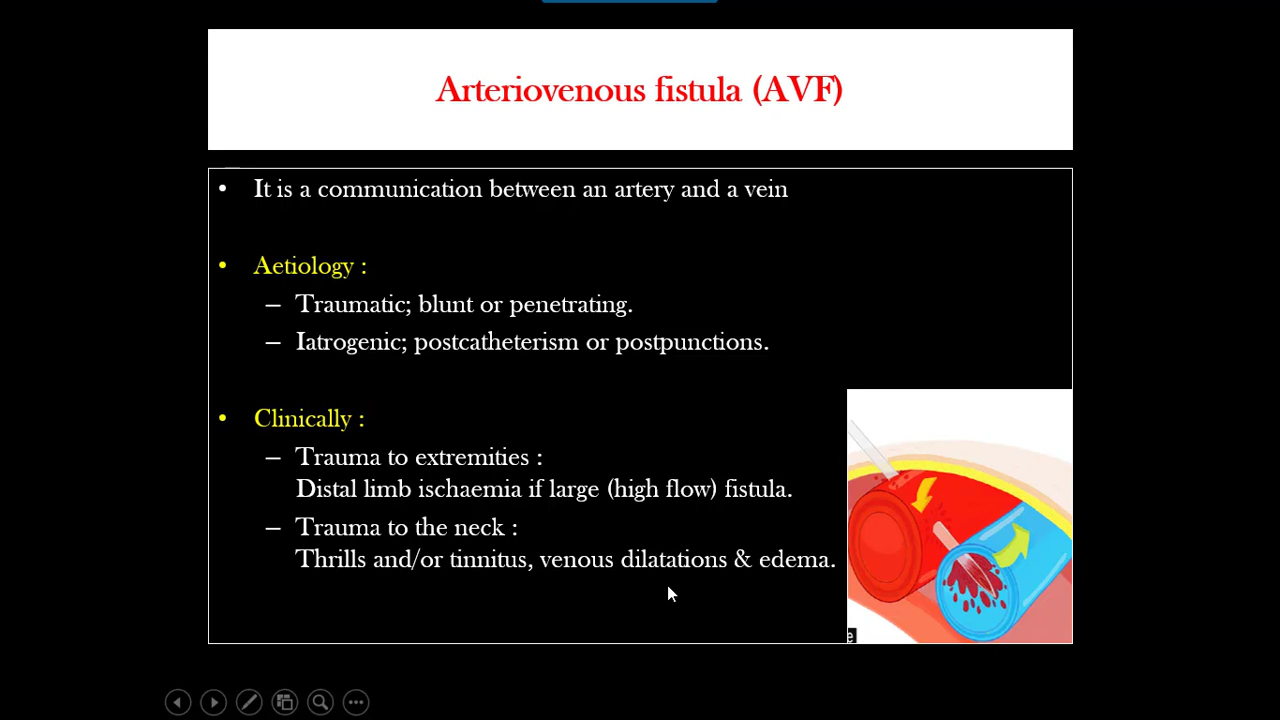 Arteriovenous fistula (AVF)
• It is a communication between an artery and a vein
• Aetiology :
– Traumatic; blunt or penetrating.
– Iatrogenic; postcatheterism or postpunctions.
• Clinically :
– Trauma to extremities :
Distal limb ischaemia if large (high flow) fistula.
– Trauma to the neck :
Thrills and/or tinnitus, venous dilatations & edema.
e